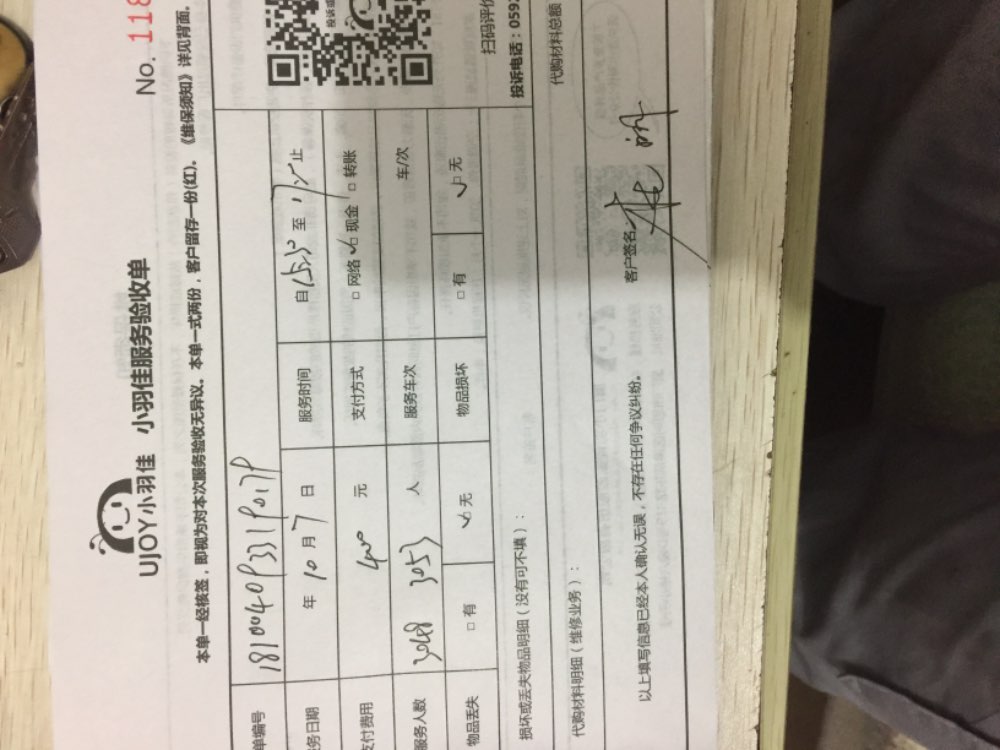 UJOY小羽佳 小羽佳服务验收单
No. 118
本单一经核签，即视为对本次服务验收无异议。本单一式两份，客户留存一份(红)。《维保须知》详见背面。
单编号
务日期 年 10 月 7 日 服务时间 自 15:30 至 止
付费用 400 元 支付方式 □ 网络 ✓□ 现金 □ 转账
服务人数 3048 3053 人 服务车次 车/次
物品丢失 □ 有 ✓□ 无 物品损坏 □ 有 ✓□ 无
扫码评价
投诉电话：0592
损坏或丢失物品明细（没有可不填）：
代购材料明细（维修业务）： 代购材料总额
以上填写信息已经本人确认无误，不存在任何争议纠纷。 客户签名